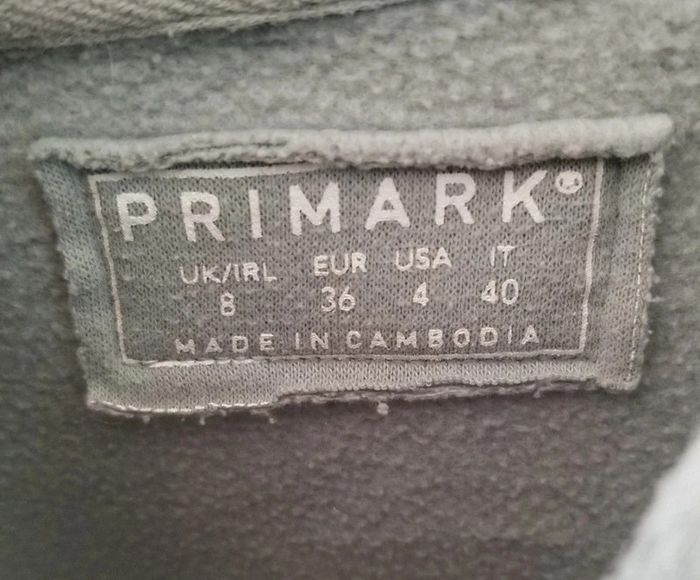 PRIMARK®
UK/IRL EUR USA IT
8 36 4 40
MADE IN CAMBODIA